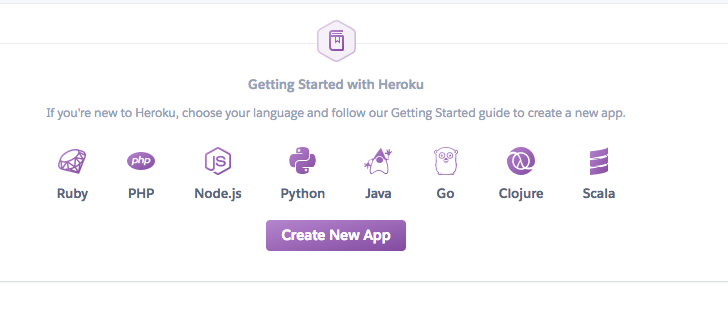 Getting Started with Heroku
If you're new to Heroku, choose your language and follow our Getting Started guide to create a new app.
php JS
Ruby PHP Node.js Python Java Go Clojure Scala
Create New App